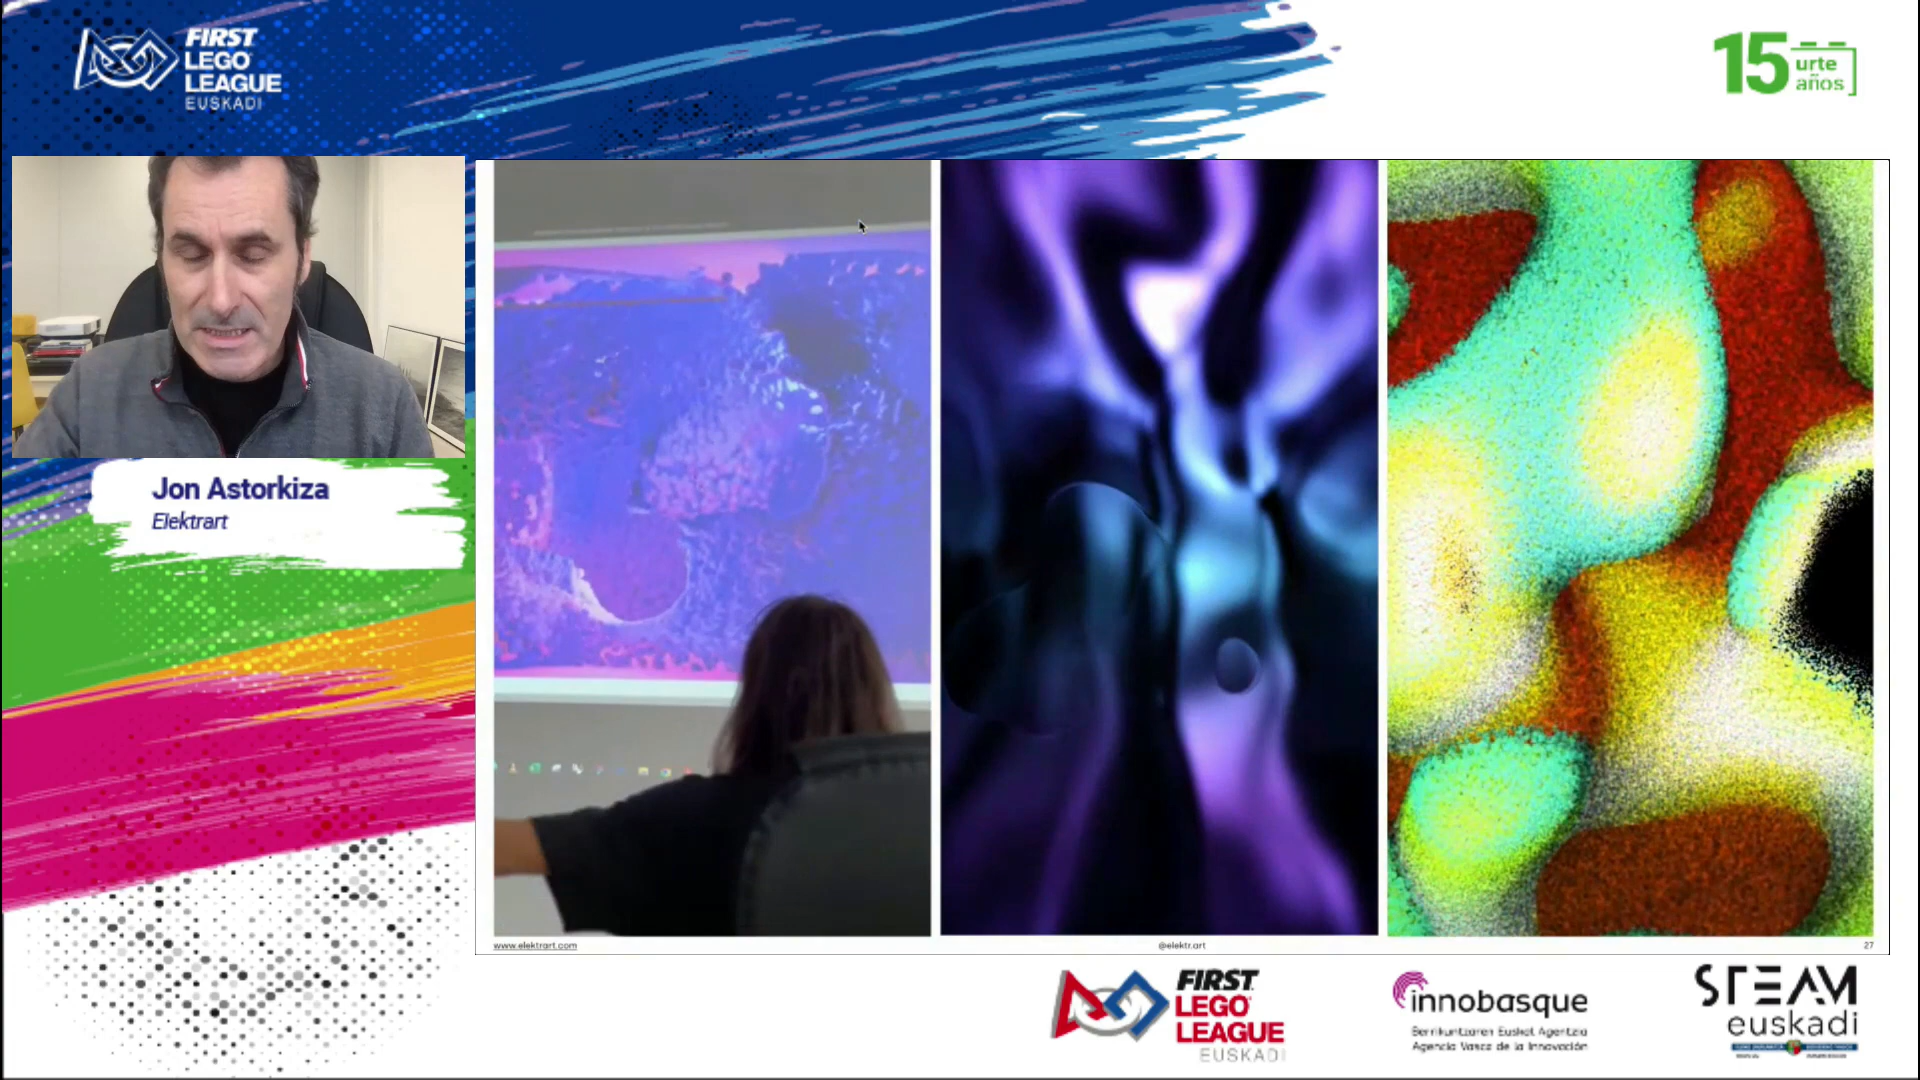 FIRST
LEGO
LEAGUE
EUSKADI
15 urte
años
Jon Astorkiza
Elektrart
www.elektrart.com
@elektr.art
27
FIRST
LEGO
LEAGUE
EUSKADI
innobasque
Berrikuntzaren Euskal Agentzia
Agencia Vasca de la Innovación
STEAM
euskadi